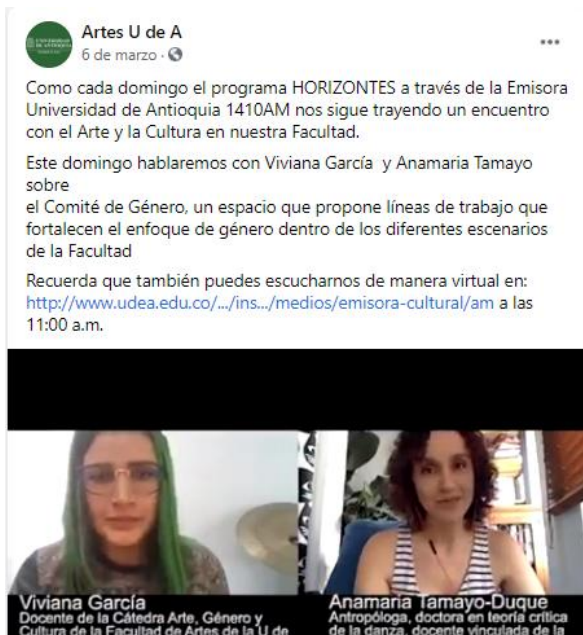 Artes U de A
6 de marzo
Como cada domingo el programa HORIZONTES a través de la Emisora
Universidad de Antioquia 1410AM nos sigue trayendo un encuentro
con el Arte y la Cultura en nuestra Facultad.
Este domingo hablaremos con Viviana García y Anamaria Tamayo
sobre
el Comité de Género, un espacio que propone líneas de trabajo que
fortalecen el enfoque de género dentro de los diferentes escenarios
de la Facultad
Recuerda que también puedes escucharnos de manera virtual en:
http://www.udea.edu.co/.../ins.../medios/emisora-cultural/am a las
11:00 a.m.
Viviana García
Docente de la Cátedra Arte, Género y
Cultura de la Facultad de Artes de la U de
Anamaria Tamayo-Duque
Antropóloga, doctora en teoría crítica
de la danza, docente vinculada de la